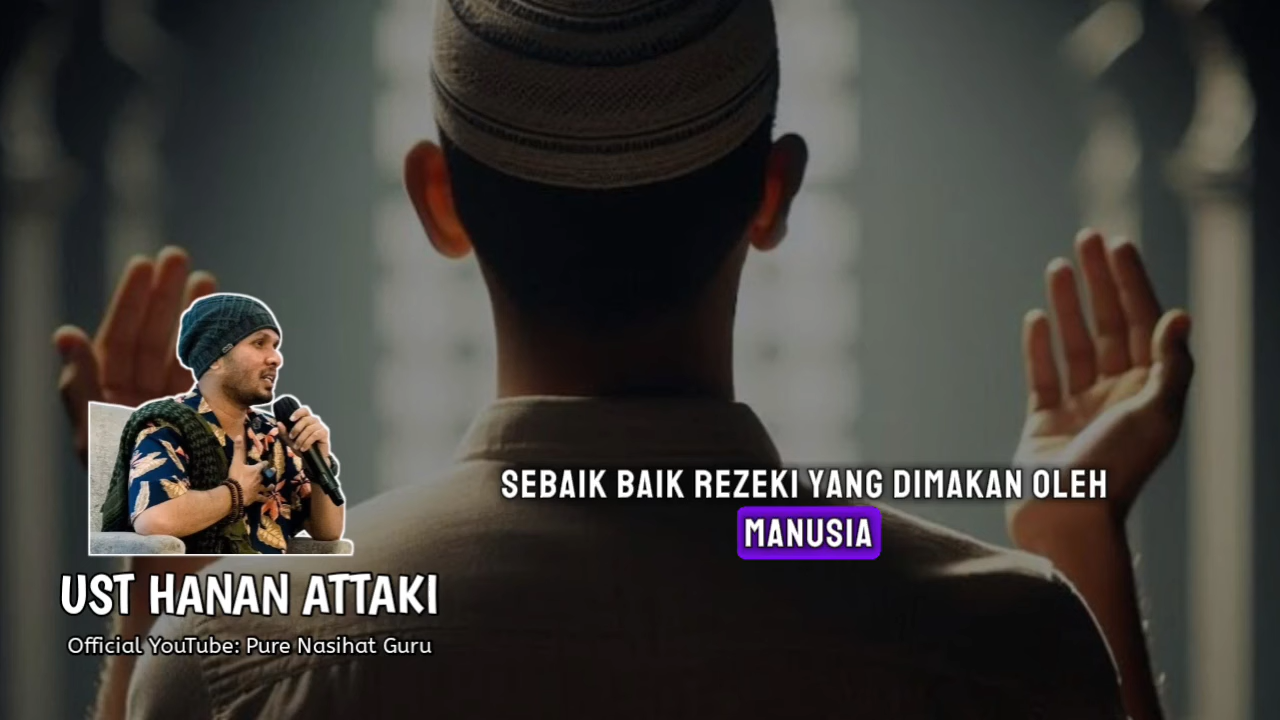 SEBAIK BAIK REZEKI YANG DIMAKAN OLEH
MANUSIA
UST HANAN ATTAKI
Official YouTube: Pure Nasihat Guru